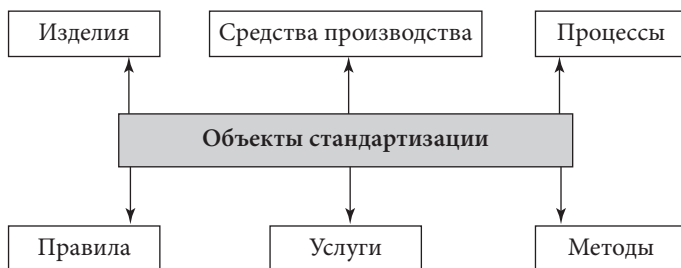 Изделия
Средства производства
Процессы
Объекты стандартизации
Правила
Услуги
Методы